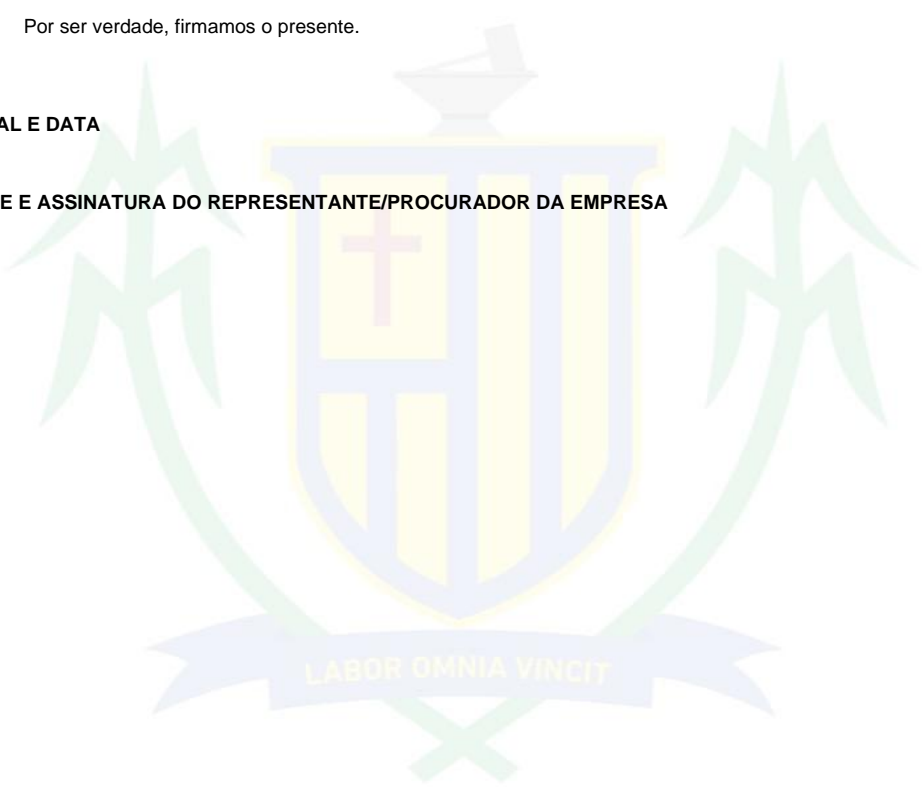 Por ser verdade, firmamos o presente.
AL E DATA
E E ASSINATURA DO REPRESENTANTE/PROCURADOR DA EMPRESA
LABOR OMNIA VINCIT